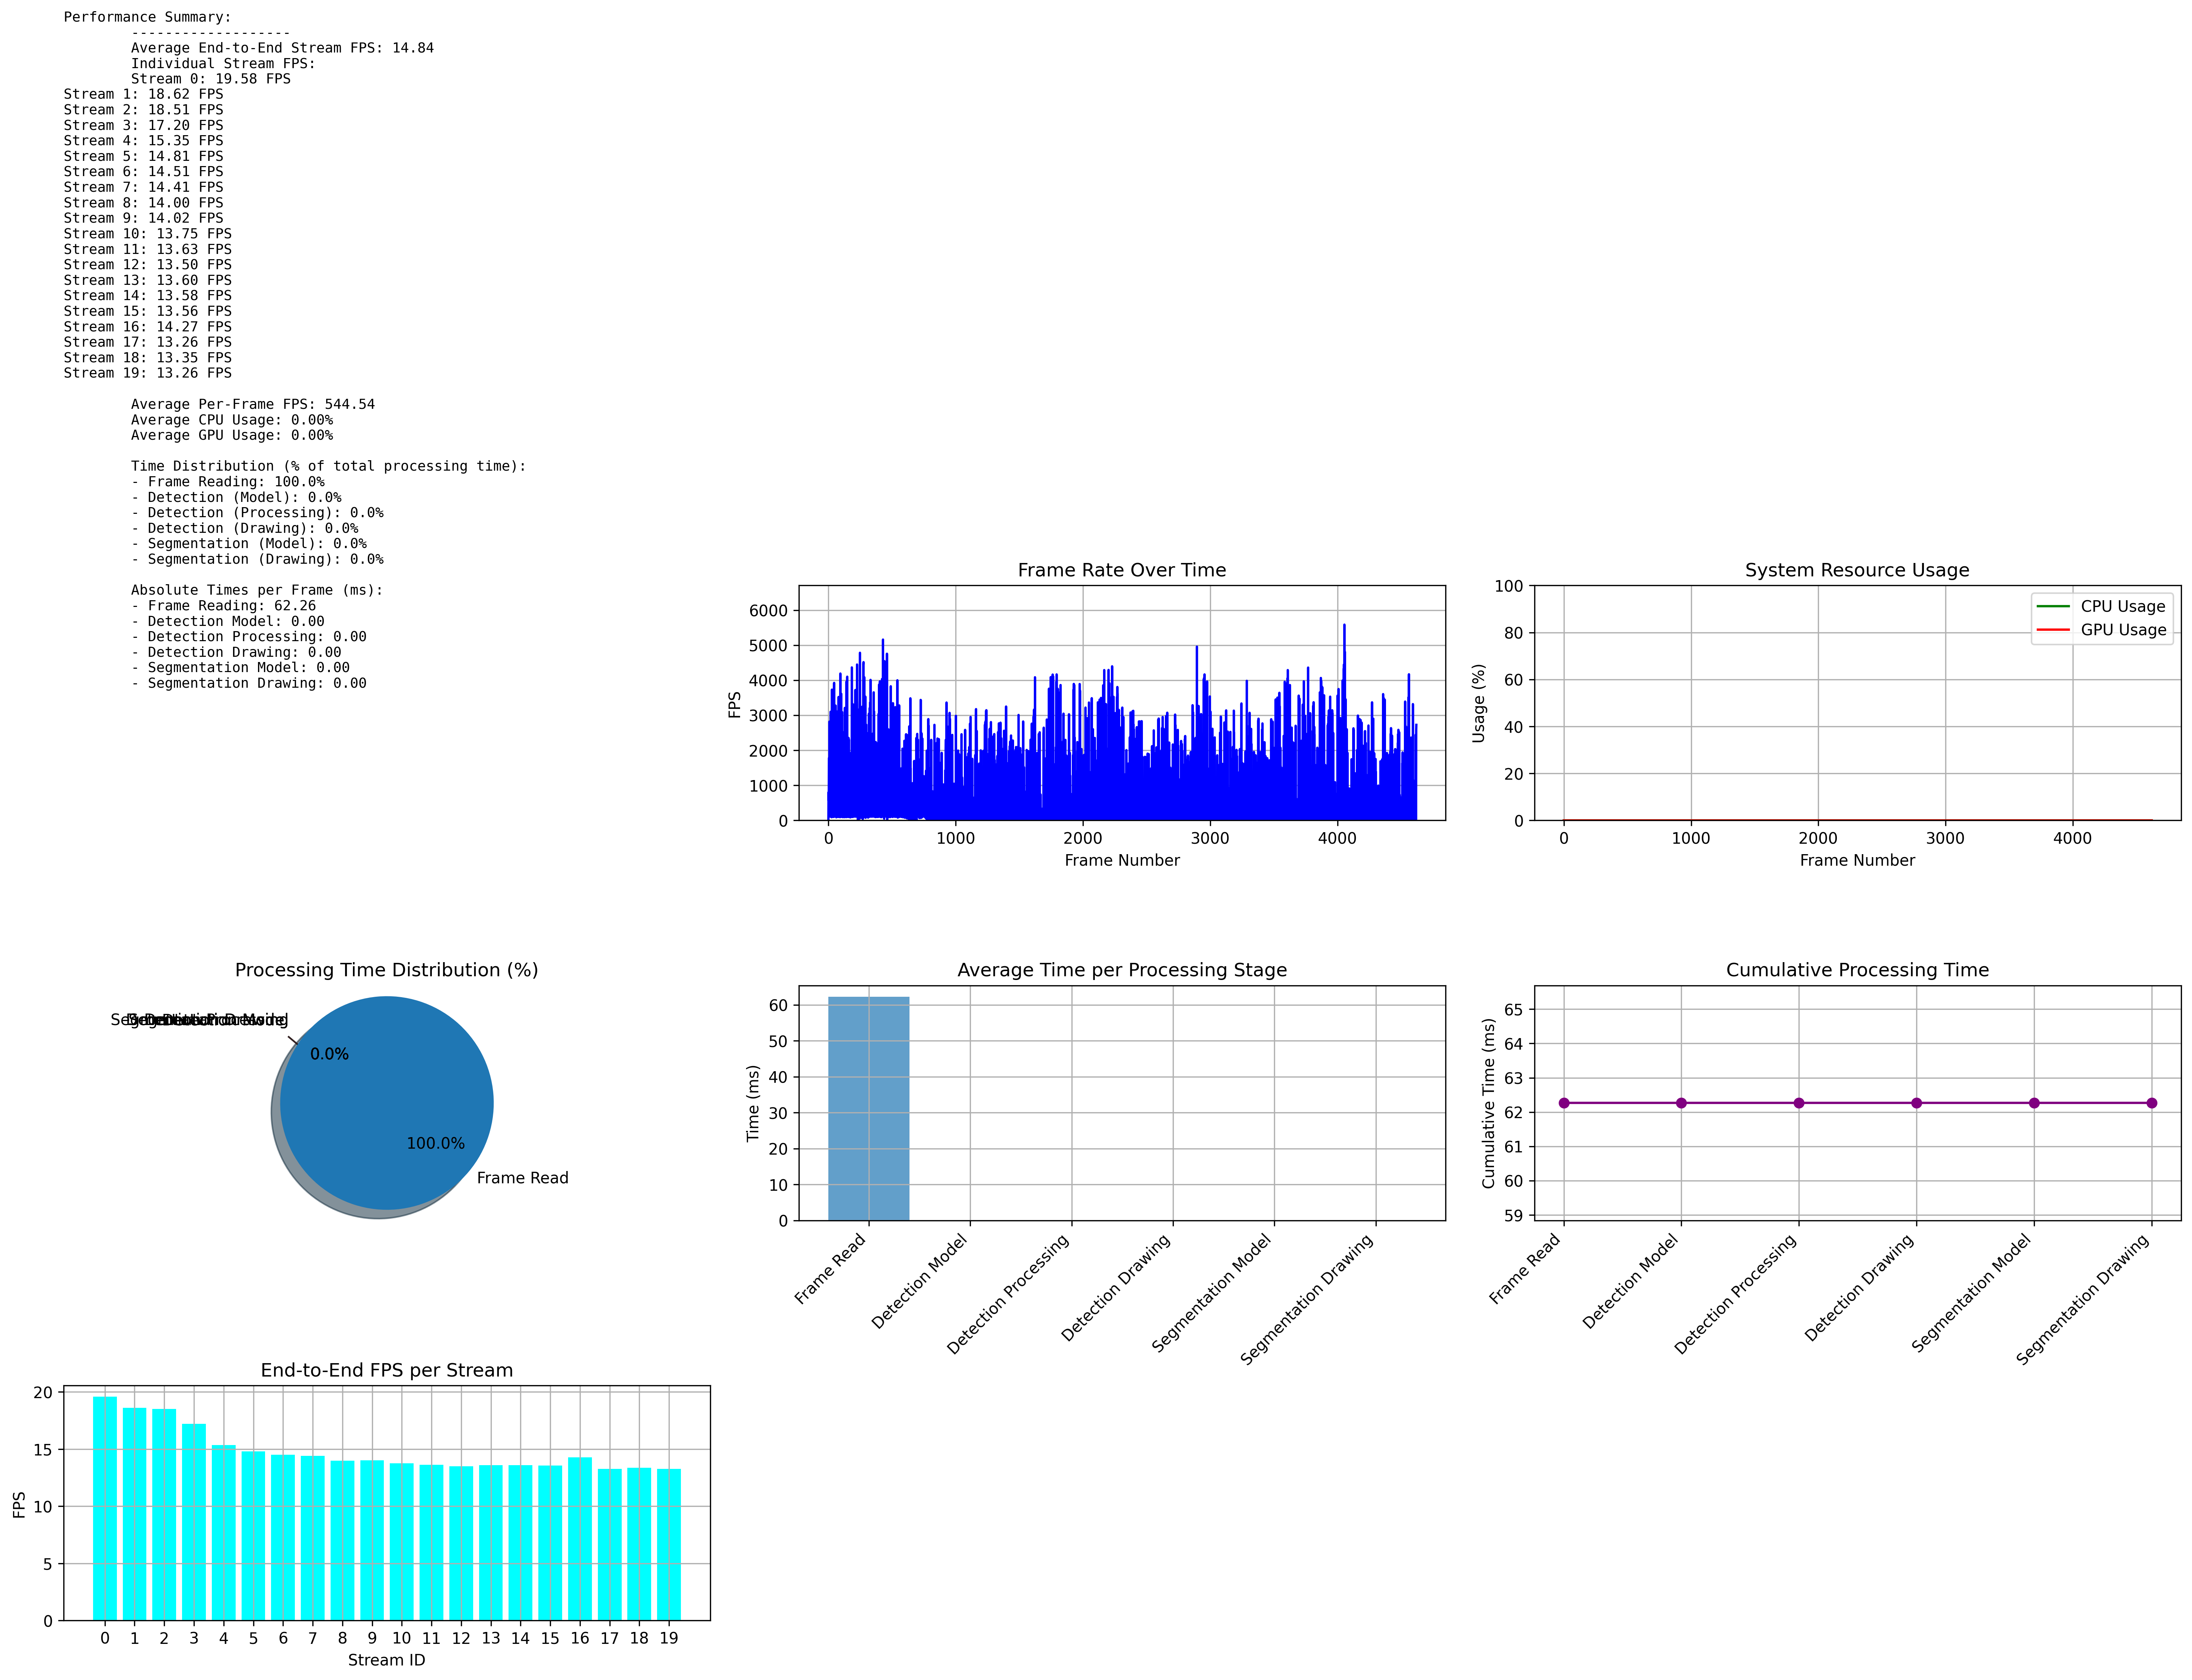 Performance Summary:
-------------------
Average End-to-End Stream FPS: 14.84
Individual Stream FPS:
Stream 0: 19.58 FPS
Stream 1: 18.62 FPS
Stream 2: 18.51 FPS
Stream 3: 17.20 FPS
Stream 4: 15.35 FPS
Stream 5: 14.81 FPS
Stream 6: 14.51 FPS
Stream 7: 14.41 FPS
Stream 8: 14.00 FPS
Stream 9: 14.02 FPS
Stream 10: 13.75 FPS
Stream 11: 13.63 FPS
Stream 12: 13.50 FPS
Stream 13: 13.60 FPS
Stream 14: 13.58 FPS
Stream 15: 13.56 FPS
Stream 16: 14.27 FPS
Stream 17: 13.26 FPS
Stream 18: 13.35 FPS
Stream 19: 13.26 FPS
Average Per-Frame FPS: 544.54
Average CPU Usage: 0.00%
Average GPU Usage: 0.00%
Time Distribution (% of total processing time):
- Frame Reading: 100.0%
- Detection (Model): 0.0%
- Detection (Processing): 0.0%
- Detection (Drawing): 0.0%
- Segmentation (Model): 0.0%
- Segmentation (Drawing): 0.0%
Absolute Times per Frame (ms):
- Frame Reading: 62.26
- Detection Model: 0.00
- Detection Processing: 0.00
- Detection Drawing: 0.00
- Segmentation Model: 0.00
- Segmentation Drawing: 0.00
Frame Rate Over Time
FPS
6000
5000
4000
3000
2000
1000
0
0 1000 2000 3000 4000
Frame Number
System Resource Usage
CPU Usage
GPU Usage
Usage (%)
100
80
60
40
20
0
0 1000 2000 3000 4000
Frame Number
Processing Time Distribution (%)
0.0%
100.0%
Frame Read
Average Time per Processing Stage
Time (ms)
60
50
40
30
20
10
0
Frame Read
Detection Model
Detection Processing
Detection Drawing
Segmentation Model
Segmentation Drawing
Cumulative Processing Time
Cumulative Time (ms)
65
64
63
62
61
60
59
Frame Read
Detection Model
Detection Processing
Detection Drawing
Segmentation Model
Segmentation Drawing
End-to-End FPS per Stream
FPS
20
15
10
5
0
0 1 2 3 4 5 6 7 8 9 10 11 12 13 14 15 16 17 18 19
Stream ID